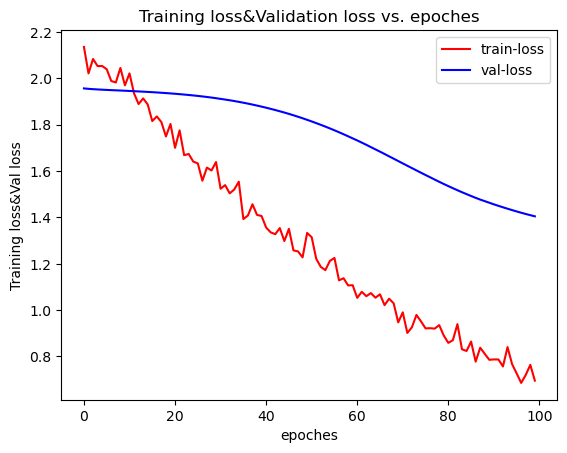 Training loss&Validation loss vs. epoches
train-loss
val-loss
Training loss&Val loss
2.2
2.0
1.8
1.6
1.4
1.2
1.0
0.8
0 20 40 60 80 100
epoches